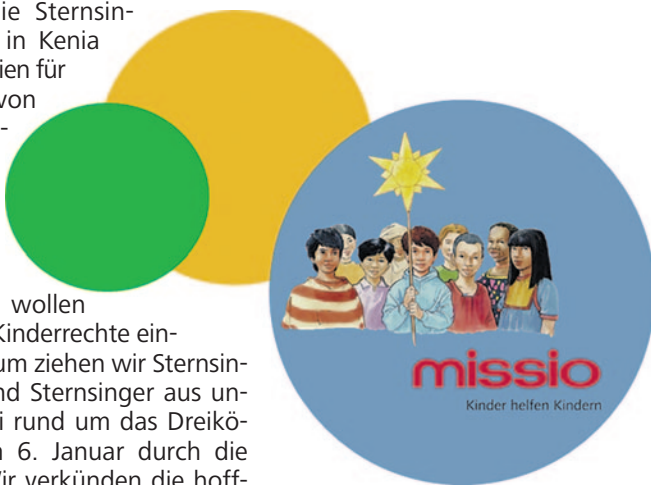 ie Sternsin-
in Kenia
ien für
von
-
wollen
Kinderrechte ein-
um ziehen wir Sternsin-
nd Sternsinger aus un-
i rund um das Dreikö-
6. Januar durch die
Wir verkünden die hoff-
missio
Kinder helfen Kindern